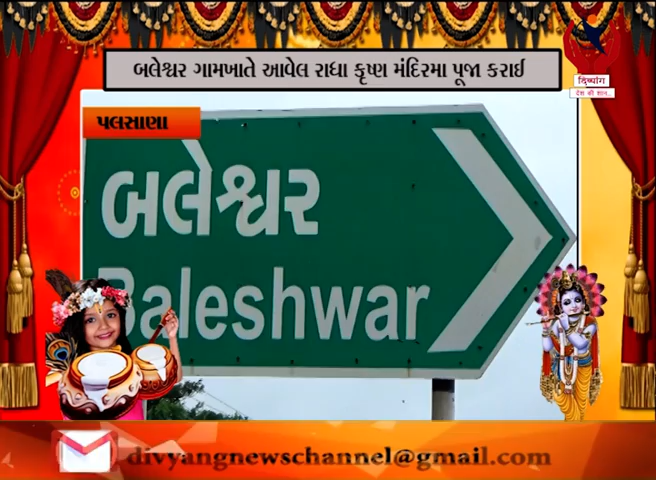 બલેશ્વર ગામખાતે આવેલ રાધા કૃષ્ણ મંદિરમા પૂજા કરાઈ
दिव्यांग
देश की शान..
પલસાણા
બલેશ્વર
Baleshwar
divyangnewschannel@gmail.com